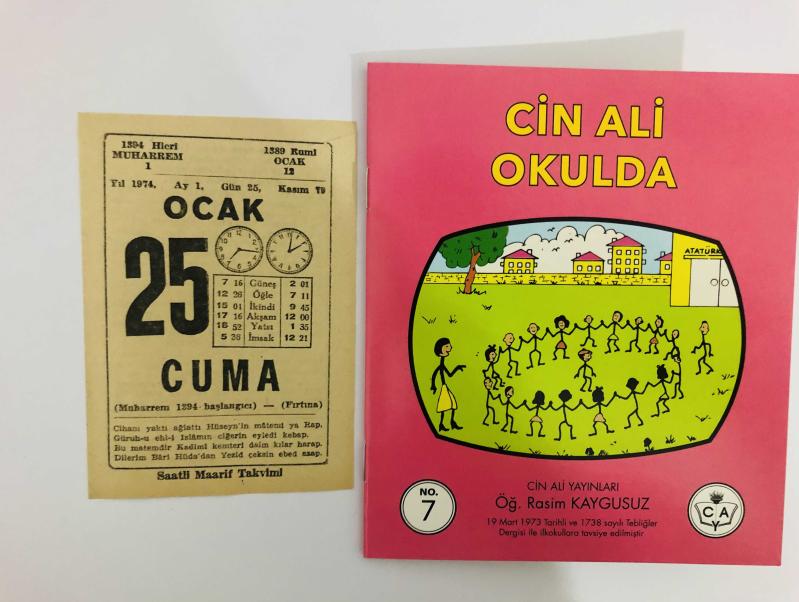 1394 Hicri
MUHARREM
1
1389 Rumi
OCAK
12
Yıl 1974, Ay 1, Gün 25, Kasım 79
OCAK
25
7 16 Güneş 2 01
12 26 Öğle 7 11
15 01 İkindi 9 45
17 16 Akşam 12 00
18 52 Yatsı 1 35
5 36 İmsak 12 21
CUMA
(Muharrem 1394 başlangıcı) — (Fırtına)
Cihanı yaktı ağlattı Hüseyn'in mâtemi ya Rap,
Güruh-u ehl-i İslâmın ciğerin eyledi kebap.
Bu matemdir Kadimî kemteri daim kılar harap.
Dilerim Bâri Hüda'dan Yezid çeksin ebed azap.
Saatli Maarif Takvimi
CİN ALİ
OKULDA
ATATÜRK
CİN ALİ YAYINLARI
Öğ. Rasim KAYGUSUZ
19 Mart 1973 Tarihli ve 1738 sayılı Tebliğler
Dergisi ile ilkokullara tavsiye edilmiştir
NO.
7
C A
Y